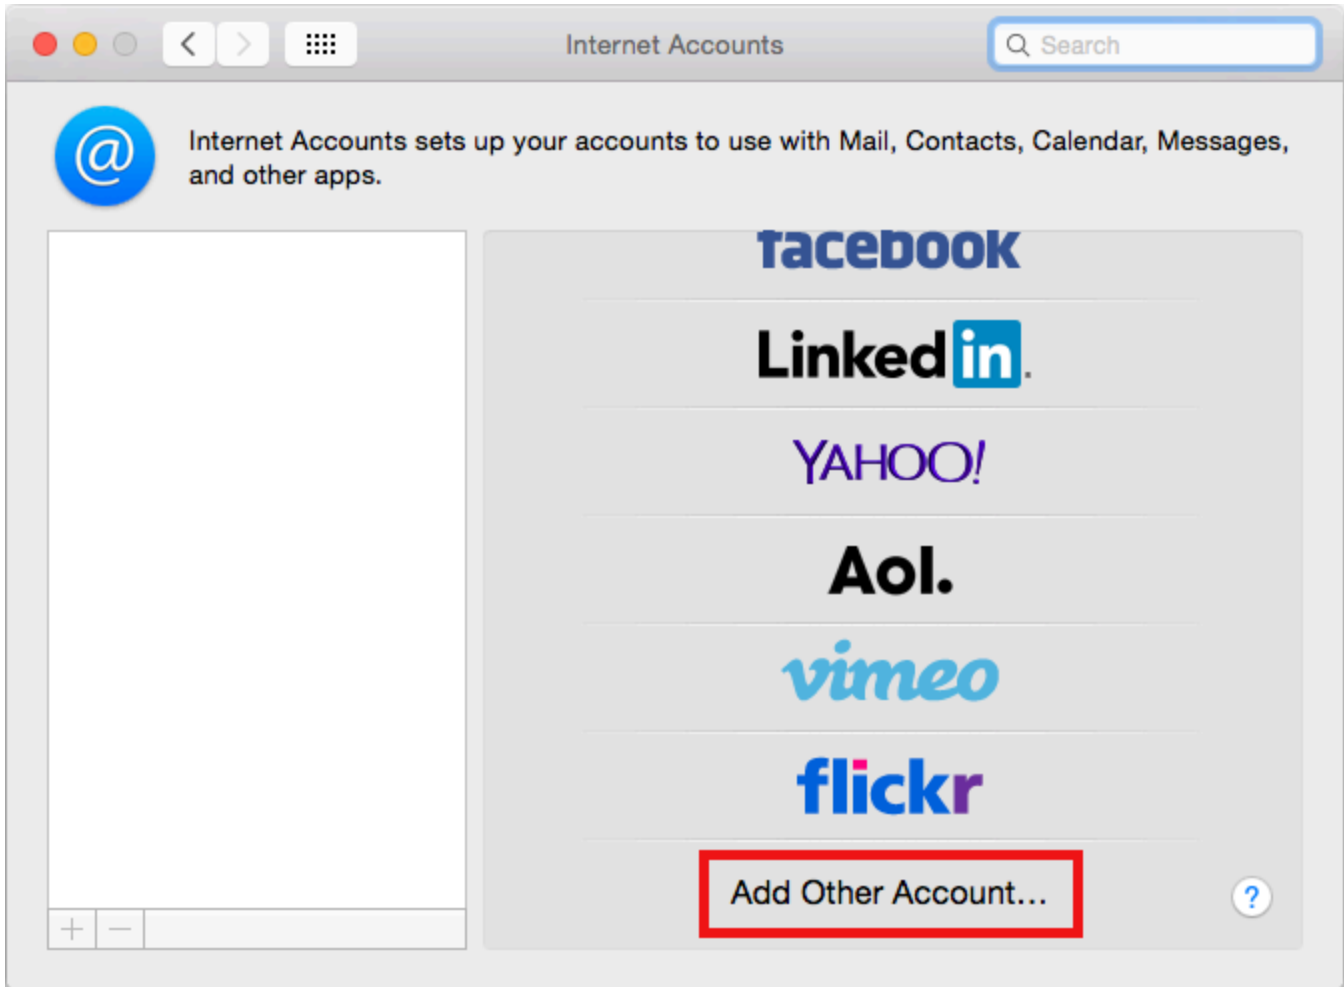 Internet Accounts
Search
@
Internet Accounts sets up your accounts to use with Mail, Contacts, Calendar, Messages,
and other apps.
facebook
Linked in.
YAHOO!
Aol.
vimeo
flickr
Add Other Account...
?